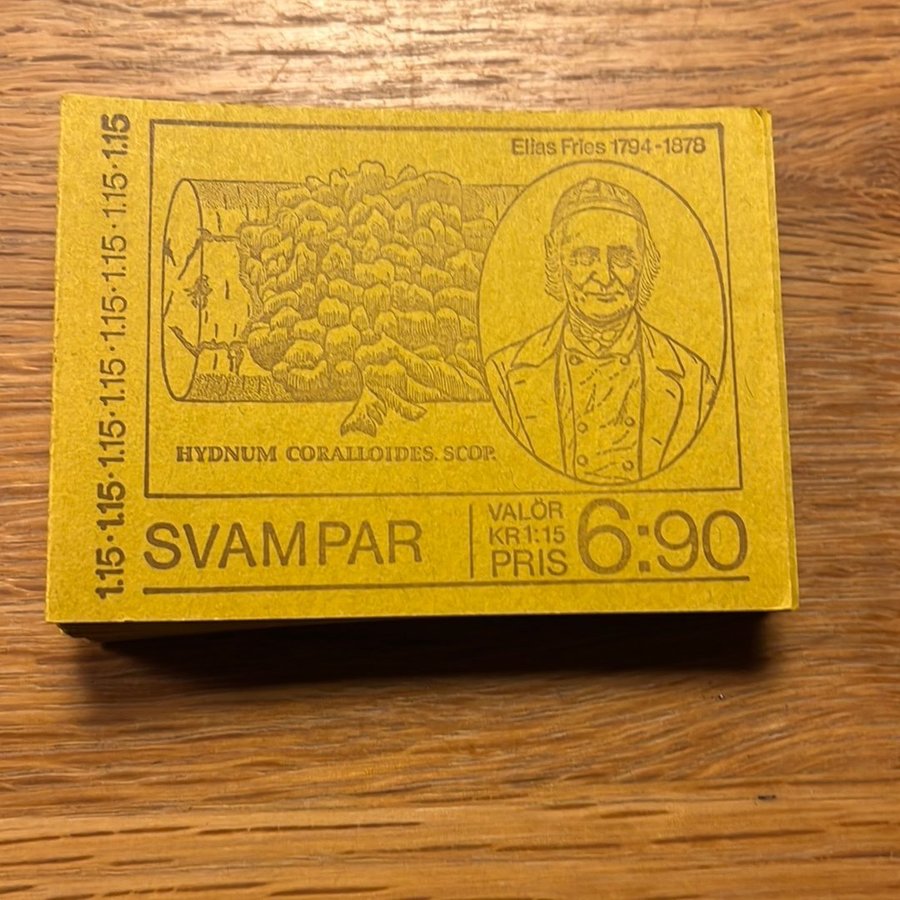 1.15·1.15·1.15·1.15·1.15·1.15·1.15·1.15
Elias Fries 1794-1878
HYDNUM CORALLOIDES. SCOP.
SVAMPAR
VALÖR
KR 1:15
PRIS 6:90